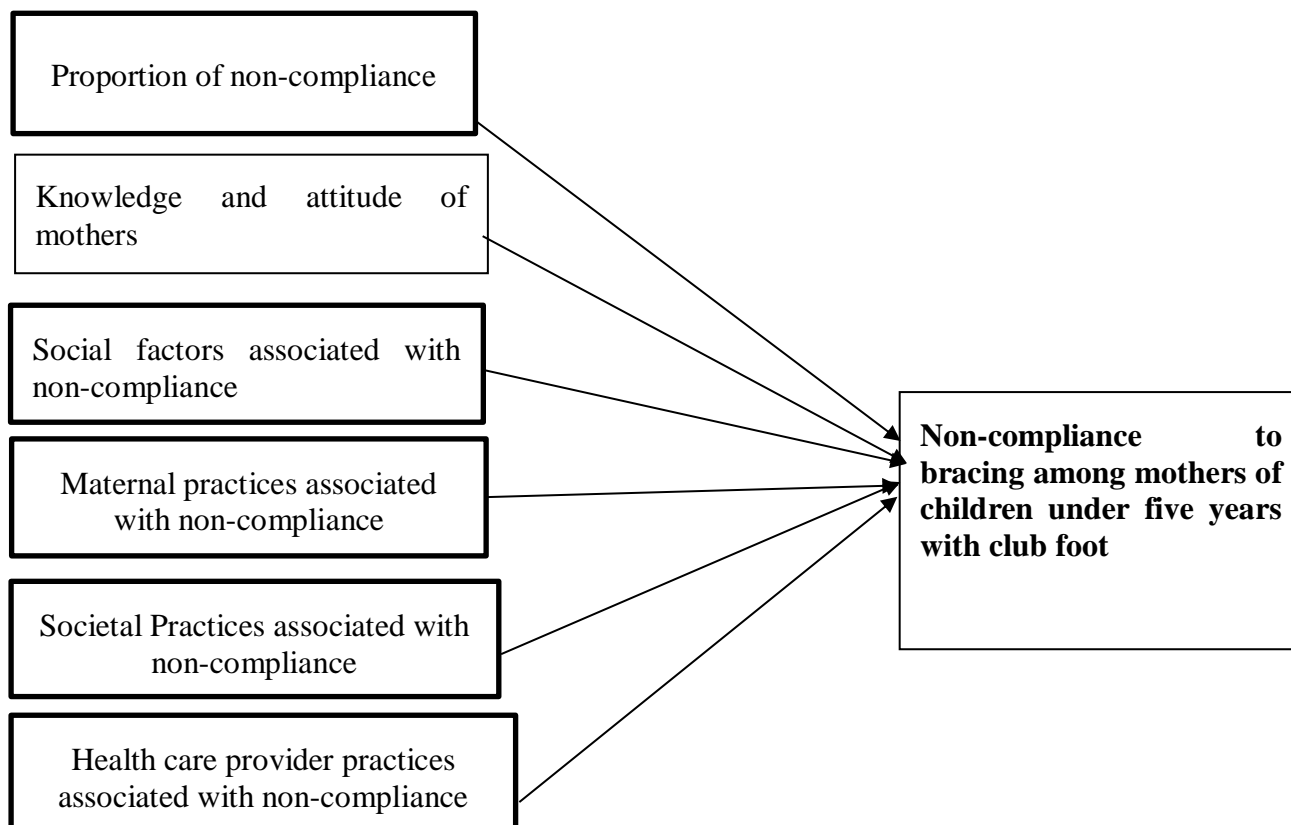 Proportion of non-compliance
Knowledge and attitude of
mothers
Social factors associated with
non-compliance
Maternal practices associated
with non-compliance
Societal Practices associated with
non-compliance
Health care provider practices
associated with non-compliance
Non-compliance to
bracing among mothers of
children under five years
with club foot